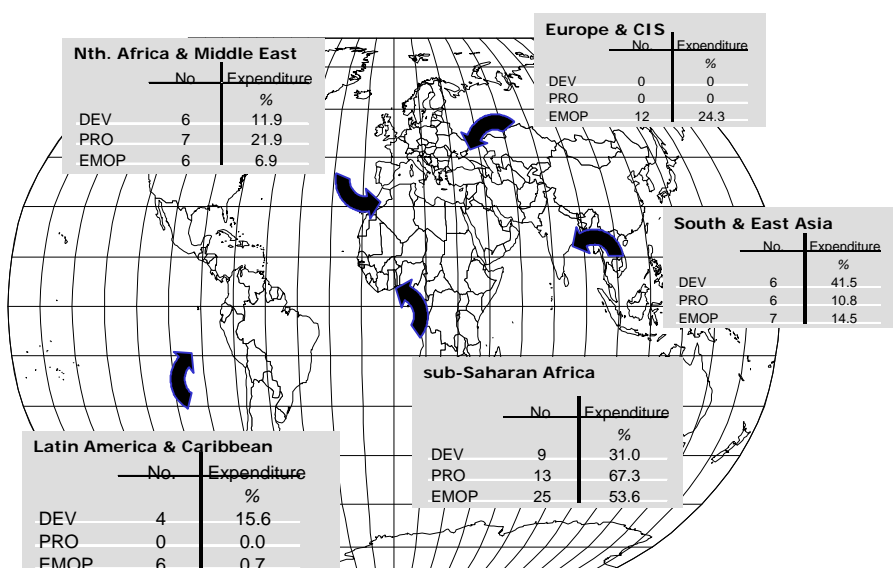 Nth. Africa & Middle East
No. Expenditure
%
DEV 6 11.9
PRO 7 21.9
EMOP 6 6.9
Europe & CIS
No. Expenditure
%
DEV 0 0
PRO 0 0
EMOP 12 24.3
South & East Asia
No. Expenditure
%
DEV 6 41.5
PRO 6 10.8
EMOP 7 14.5
sub-Saharan Africa
No. Expenditure
%
DEV 9 31.0
PRO 13 67.3
EMOP 25 53.6
Latin America & Caribbean
No. Expenditure
%
DEV 4 15.6
PRO 0 0.0
EMOP 6 0.7